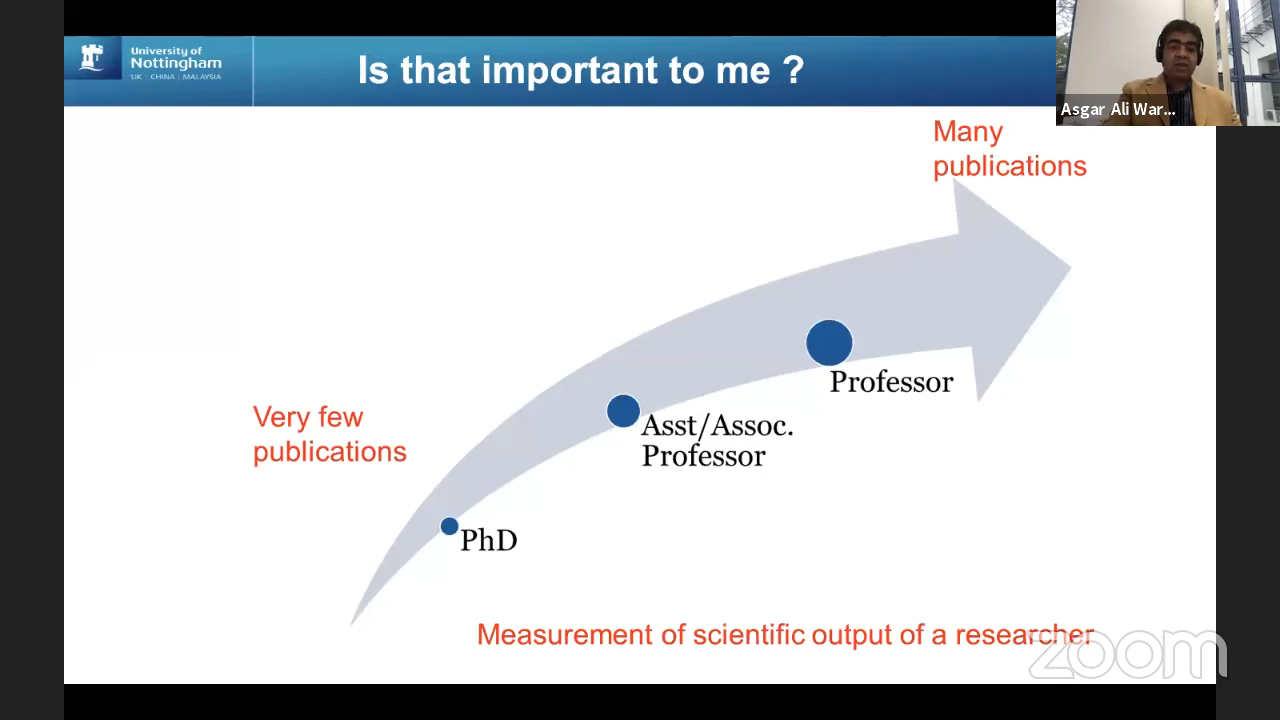 University of
Nottingham
UK | CHINA | MALAYSIA
Is that important to me ?
Asgar Ali War...
Many
publications
Professor
Very few
publications
Asst/Assoc.
Professor
PhD
Measurement of scientific output of a researcher
zoom